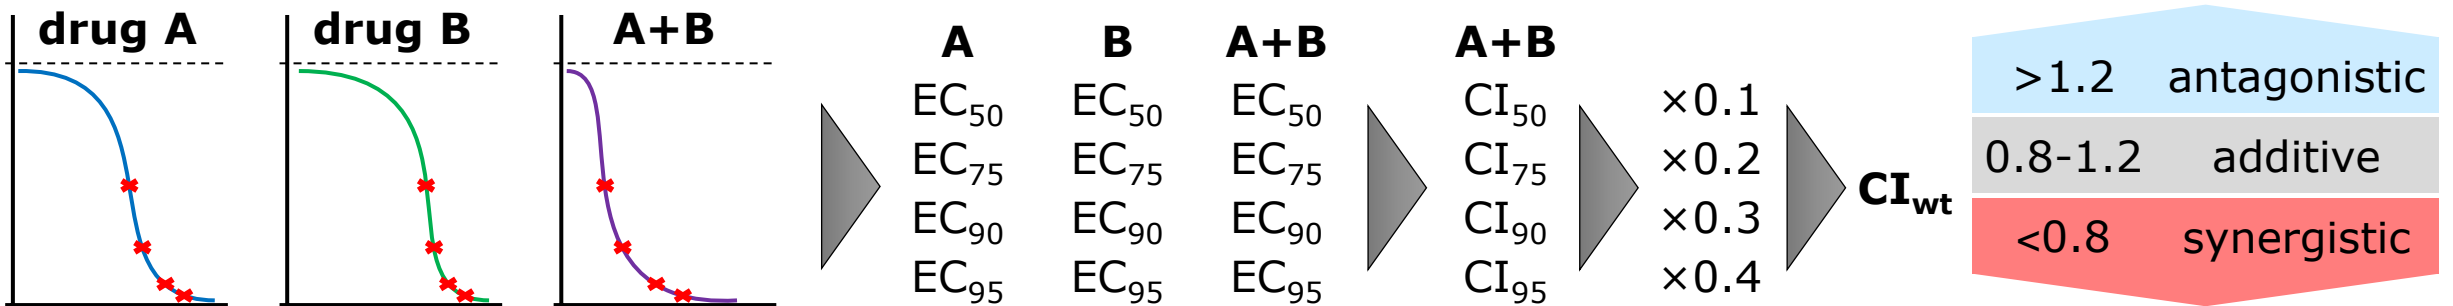 drug A
drug B
A+B
A B A+B A+B
EC50 EC50 EC50 CI50 ×0.1
EC75 EC75 EC75 CI75 ×0.2
EC90 EC90 EC90 CI90 ×0.3
EC95 EC95 EC95 CI95 ×0.4
CIwt
>1.2 antagonistic
0.8-1.2 additive
<0.8 synergistic